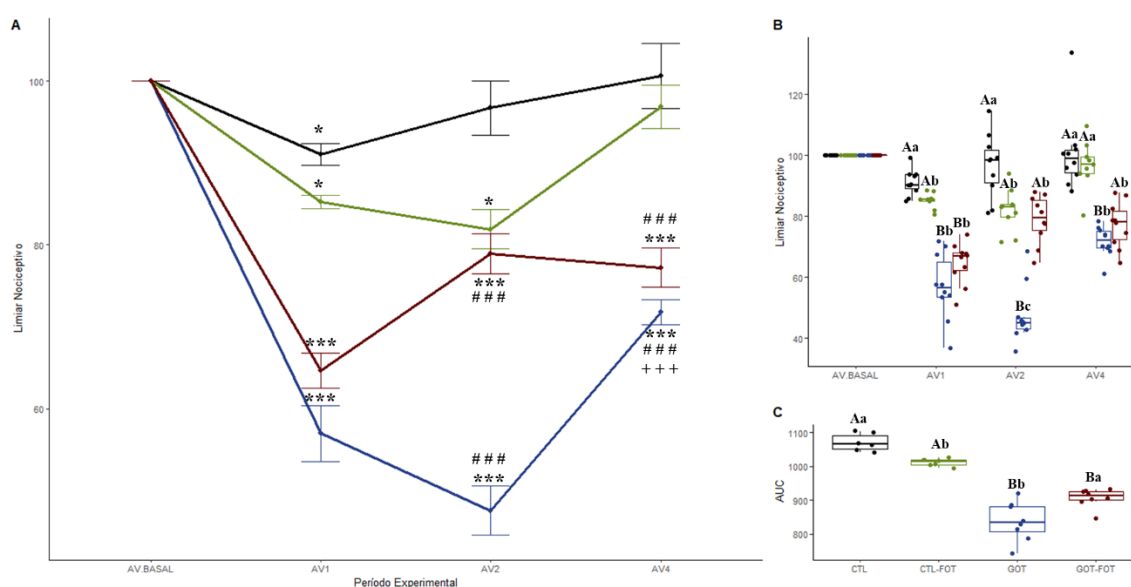 A
Limiar Nociceptivo
100
80
60
*
*
*
***
***
***
###
###
***
###
***
***
###
+++
AV.BASAL AV1 AV2 AV4
Período Experimental
B
Limiar Nociceptivo
120
100
80
60
40
Aa Ab Bb Bb
Aa Ab Bc Ab
Aa Aa Bb Ab
AV.BASAL AV1 AV2 AV4
C
AUC
1100
1000
900
800
Aa Ab Bb Ba
CTL CTL-FOT GOT GOT-FOT